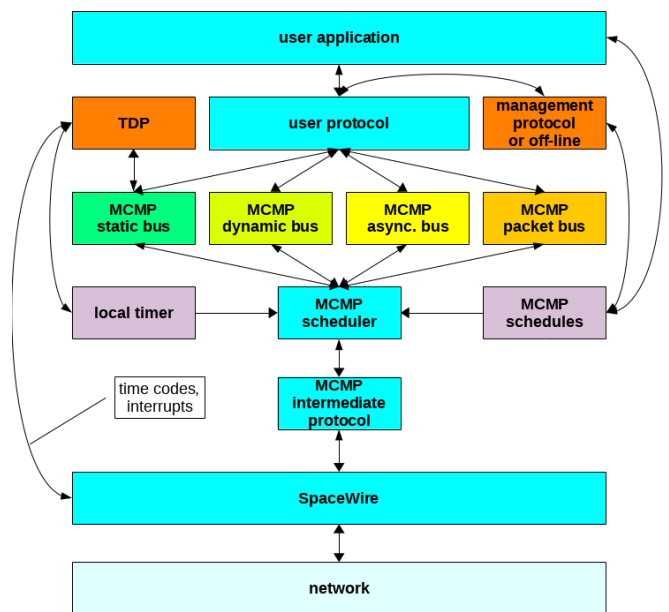 user application
TDP
user protocol
management
protocol
or off-line
MCMP
static bus
MCMP
dynamic bus
MCMP
async. bus
MCMP
packet bus
local timer
MCMP
scheduler
MCMP
schedules
time codes,
interrupts
MCMP
intermediate
protocol
SpaceWire
network